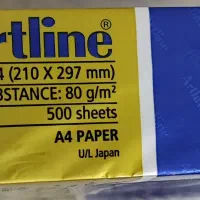 rtline®
4 (210 X 297 mm)
BSTANCE: 80 g/m²
500 sheets
A4 PAPER
U/L Japan